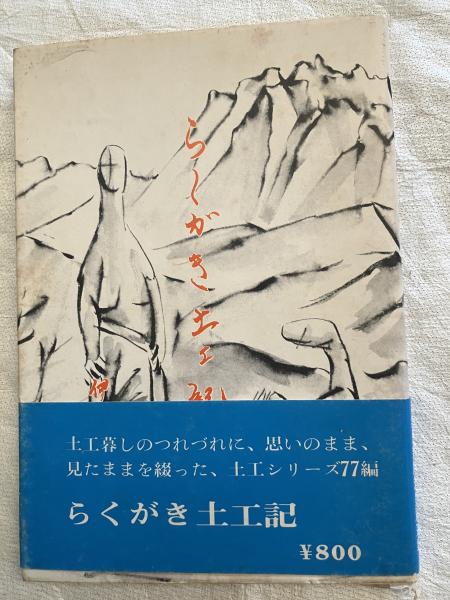 らくがき土工記
伊
土工暮しのつれづれに、思いのまま、
見たままを綴った、土工シリーズ77編
らくがき土工記
¥800